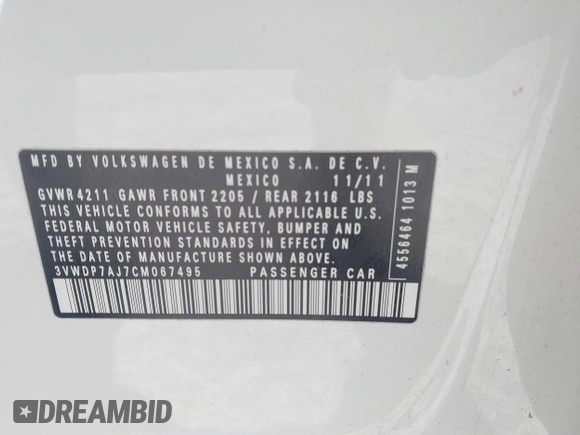 MFD BY VOLKSWAGEN DE MEXICO S.A. DE C.V.
MEXICO 11/11
GVWR 4211 GAWR FRONT 2205 / REAR 2116 LBS
THIS VEHICLE CONFORMS TO ALL APPLICABLE U.S.
FEDERAL MOTOR VEHICLE SAFETY, BUMPER AND
THEFT PREVENTION STANDARDS IN EFFECT ON
THE DATE OF MANUFACTURE SHOWN ABOVE.
3VWDP7AJ7CM067495 PASSENGER CAR
4556464 1013 M
DREAMBID